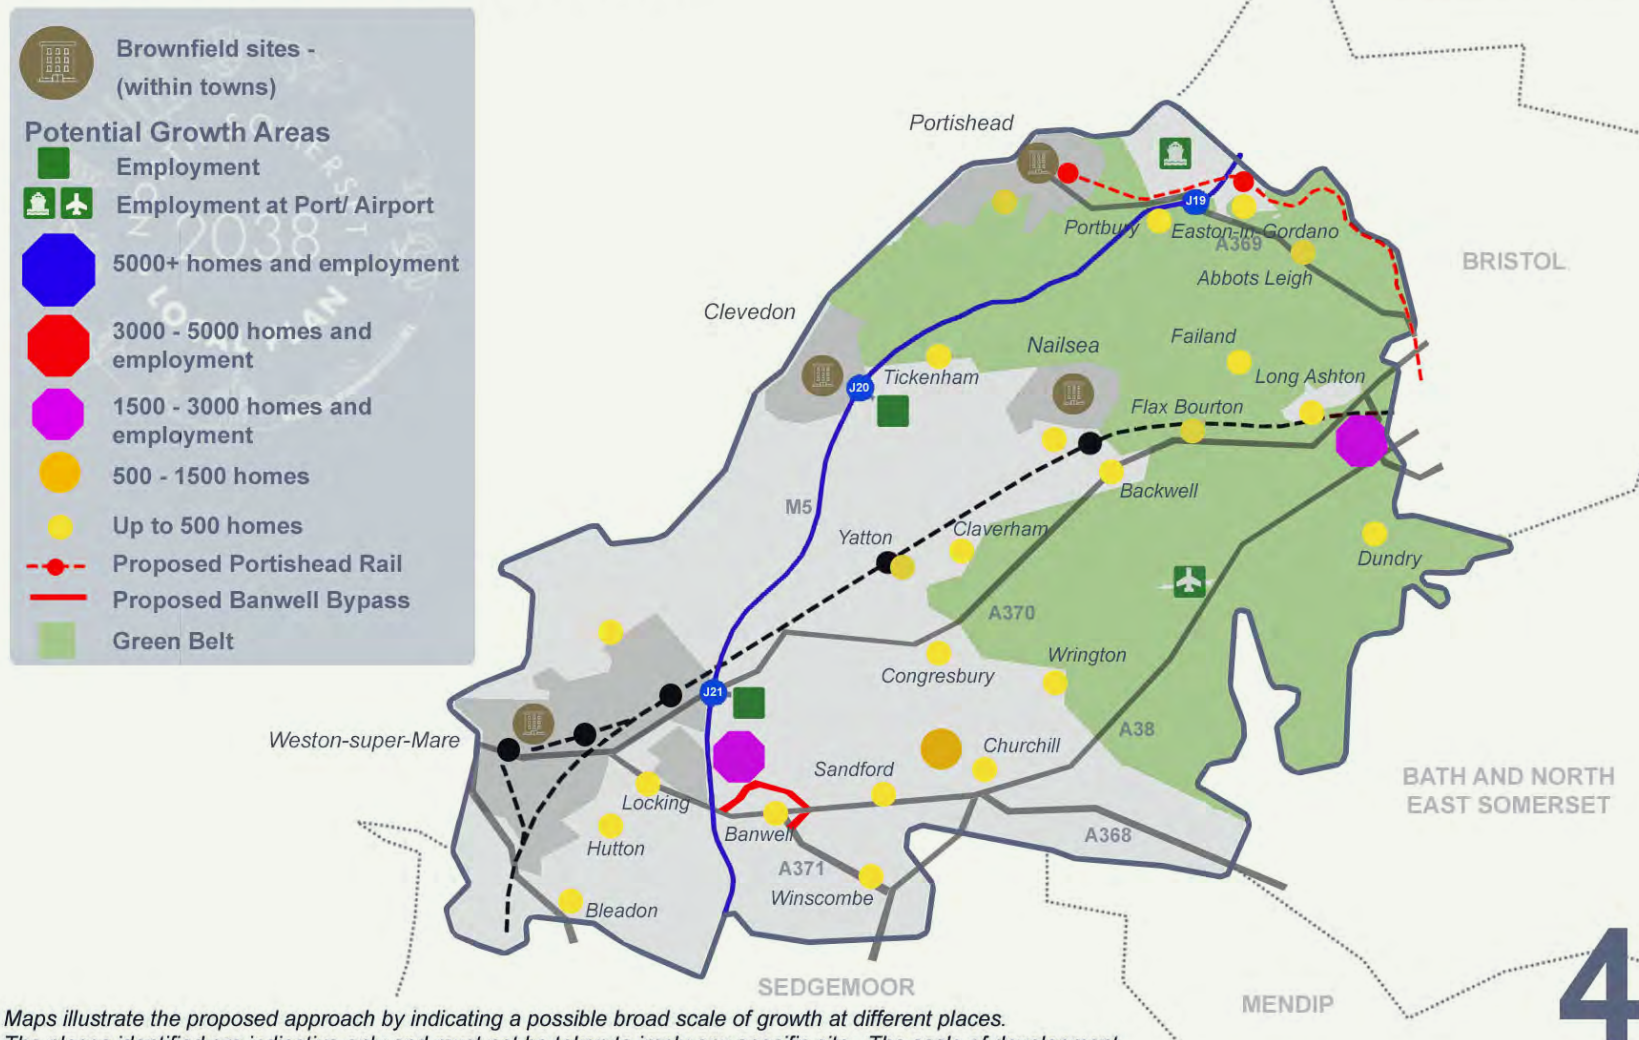 Brownfield sites -
(within towns)
Potential Growth Areas
Employment
Employment at Port/ Airport
5000+ homes and employment
3000 - 5000 homes and
employment
1500 - 3000 homes and
employment
500 - 1500 homes
Up to 500 homes
Proposed Portishead Rail
Proposed Banwell Bypass
Green Belt
2038
LOCAL PLAN
Portishead
J19
Portbury
Easton-in-Gordano
A369
Abbots Leigh
BRISTOL
Clevedon
Nailsea
Failand
J20
Tickenham
Long Ashton
Flax Bourton
Backwell
M5
Yatton
Claverham
Dundry
A370
Wrington
Congresbury
J21
A38
Weston-super-Mare
Churchill
Sandford
BATH AND NORTH
EAST SOMERSET
Locking
Banwell
A368
Hutton
A371
Winscombe
Bleadon
SEDGEMOOR
MENDIP
4
Maps illustrate the proposed approach by indicating a possible broad scale of growth at different places.